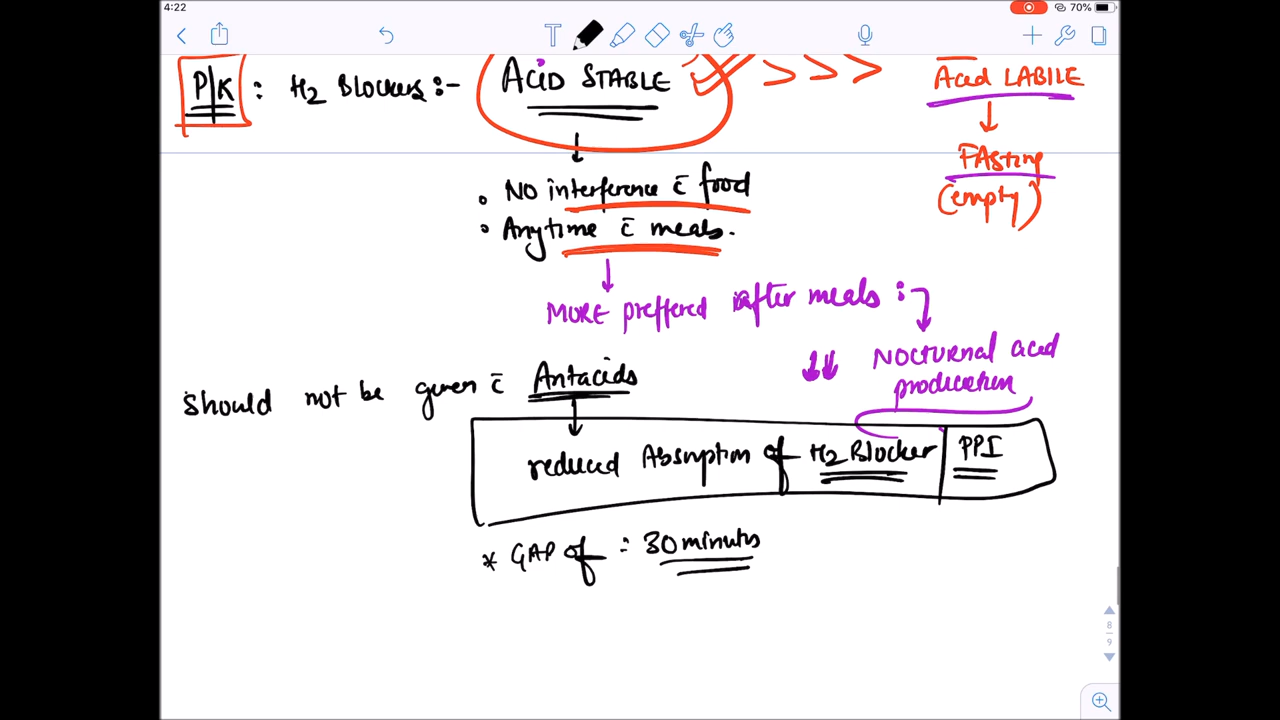 4:22
70%
P|K : H2 Blockers :- ACID STABLE >>> Acid LABILE
FAsting
(empty)
• NO interference c̄ food
• Anytime c̄ meals.
MORE preffered after meals :
↓↓ NOCTURNAL acid
production
Should not be given c̄ Antacids
reduced Absorption of H2 Blocker | PPI
* GAP of : 30 minutes
8
9